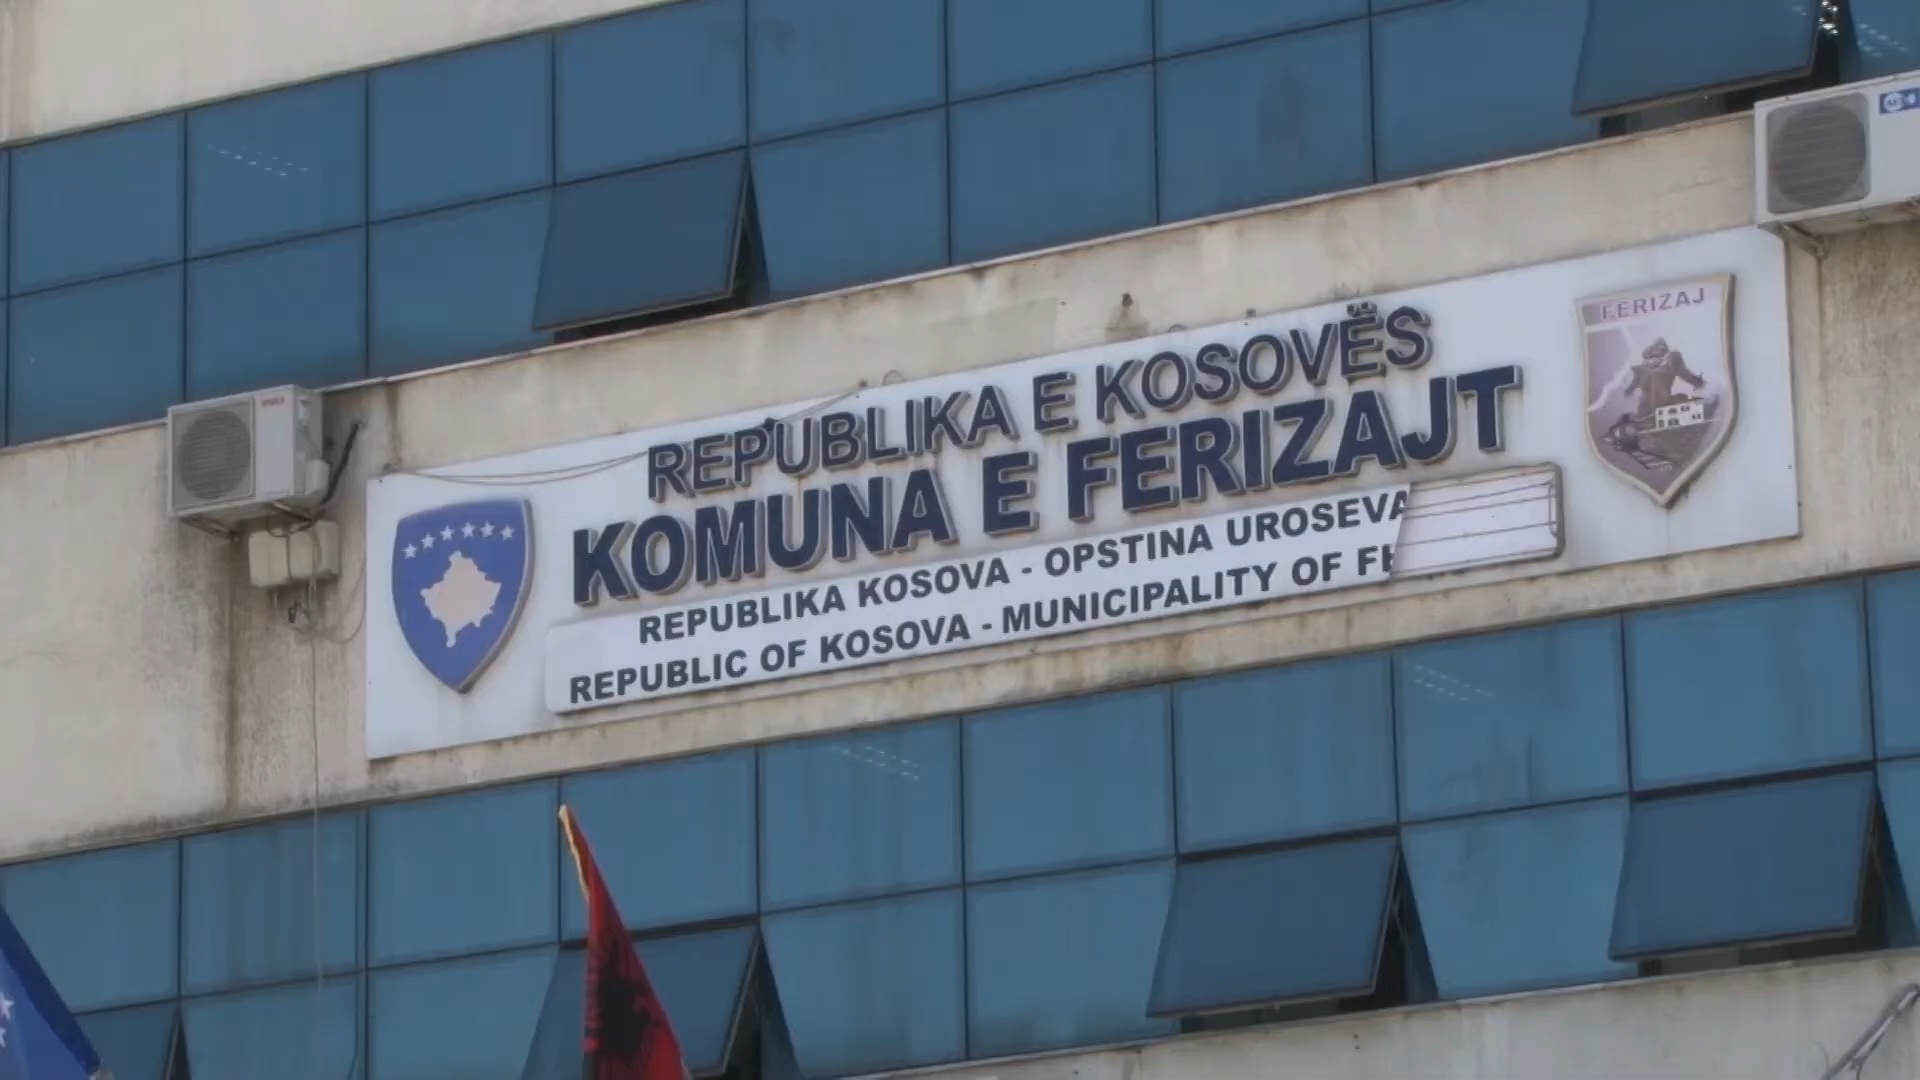 REPUBLIKA E KOSOVËS
KOMUNA E FERIZAJT
REPUBLIKA KOSOVA - OPSTINA UROSEVA
REPUBLIC OF KOSOVA - MUNICIPALITY OF
FERIZAJ